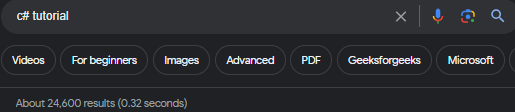 c# tutorial
Videos For beginners Images Advanced PDF Geeksforgeeks Microsoft
About 24,600 results (0.32 seconds)